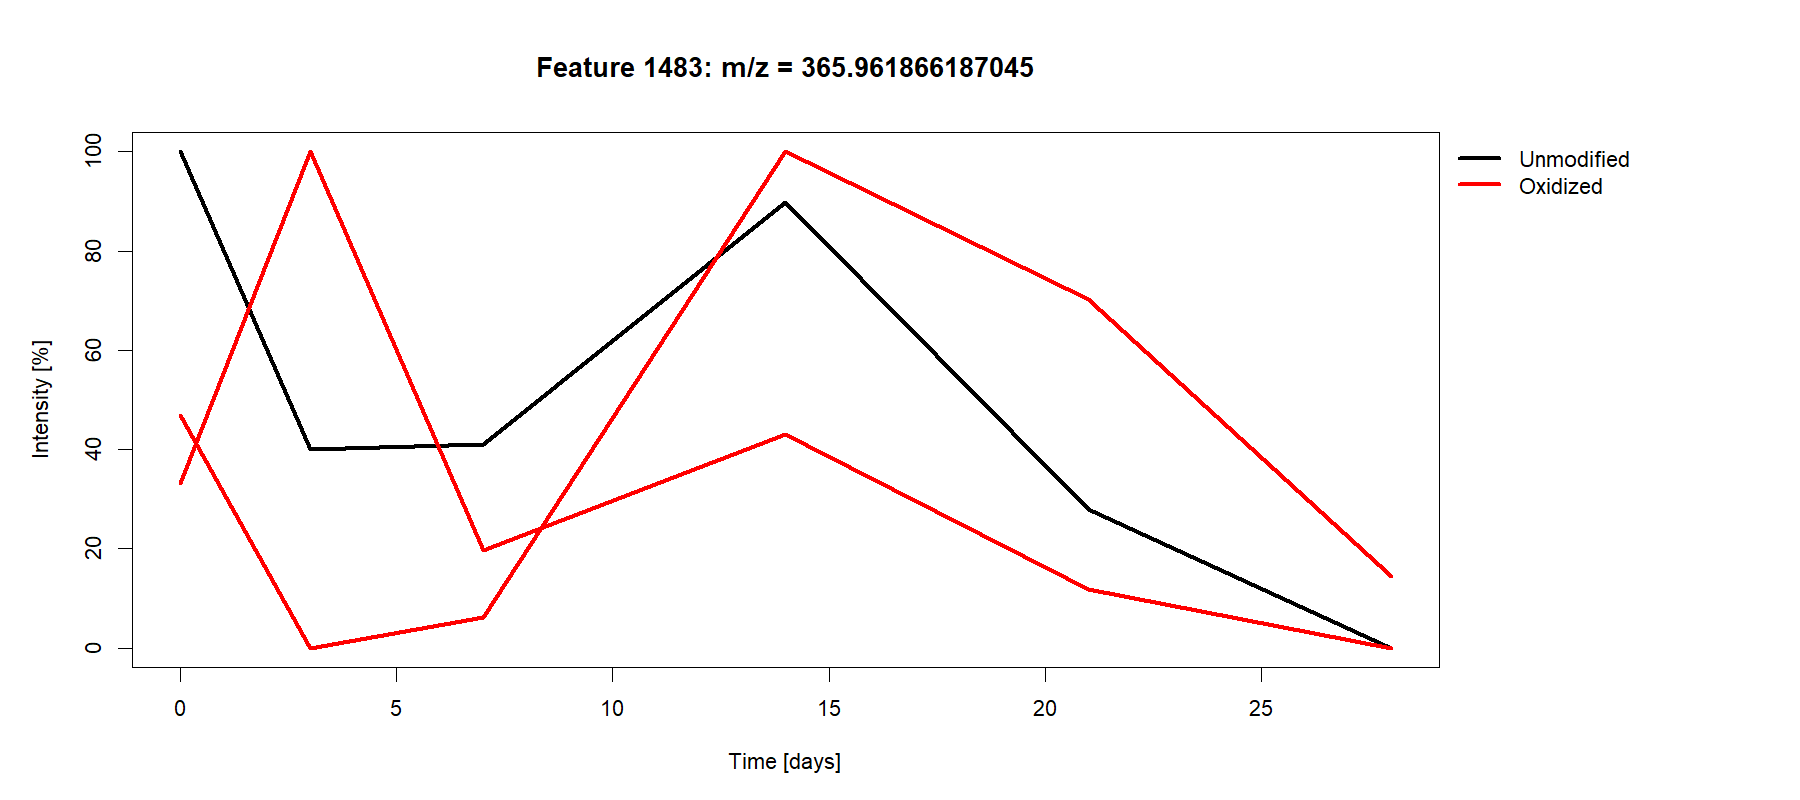 Feature 1483: m/z = 365.961866187045
Unmodified
Oxidized
Intensity [%]
100
80
60
40
20
0
0 5 10 15 20 25
Time [days]